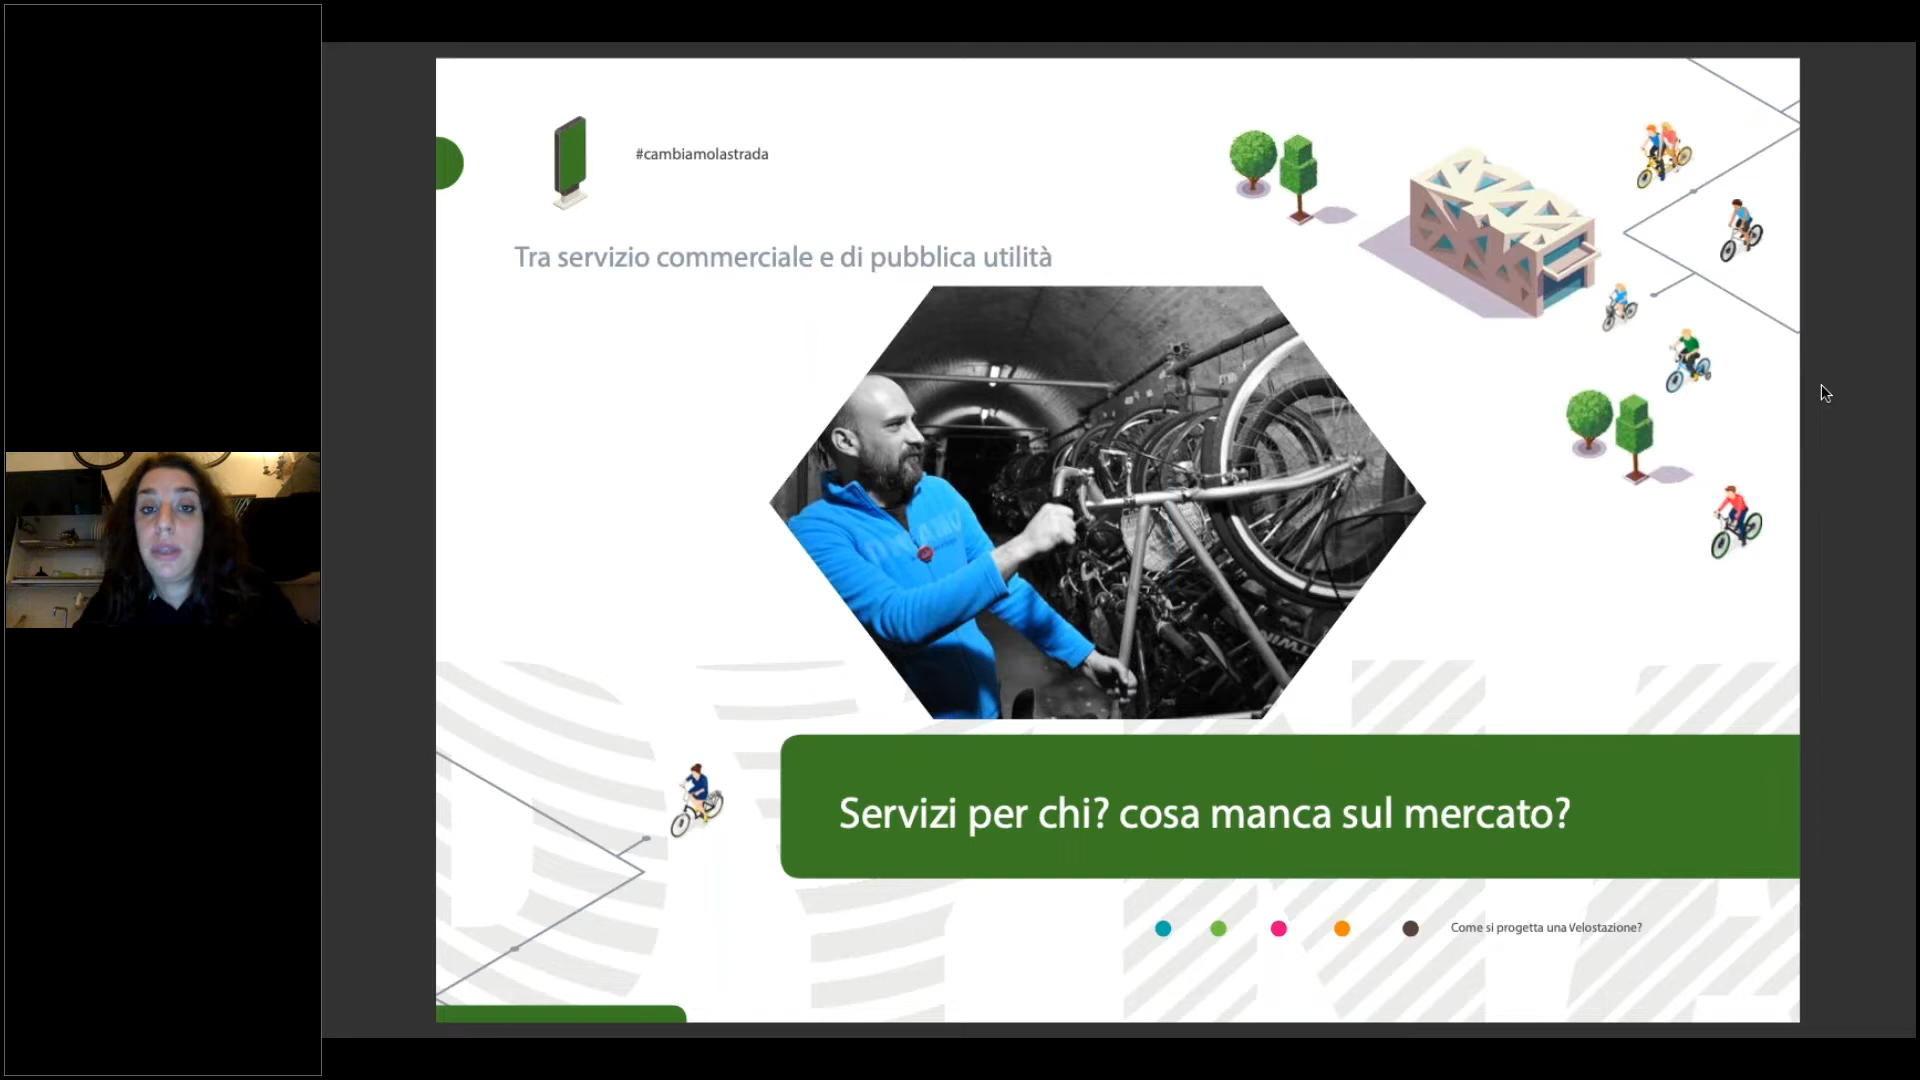 #cambiamolastrada
Tra servizio commerciale e di pubblica utilità
Servizi per chi? cosa manca sul mercato?
Come si progetta una Velostazione?